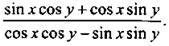 sin x cos y + cos x sin y
cos x cos y − sin x sin y.